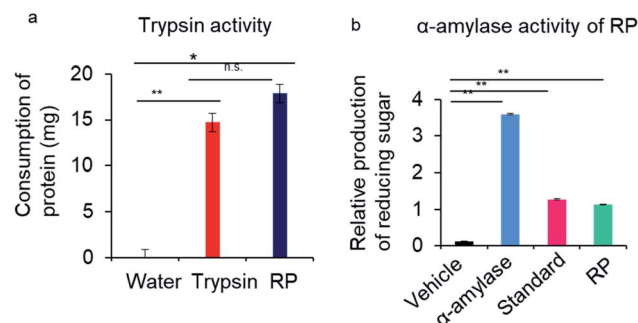 a
Trypsin activity
Consumption of
protein (mg)
20
15
10
5
0
*
n.s.
**
Water Trypsin RP
b
α-amylase activity of RP
Relative production
of reducing sugar
4
3
2
1
0
**
**
**
Vehicle
α-amylase
Standard
RP